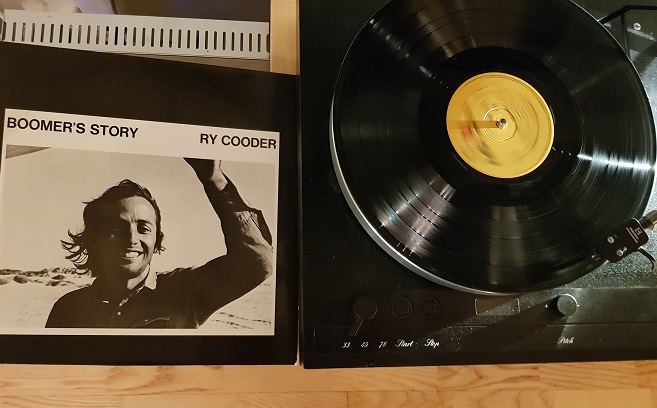 BOOMER'S STORY
RY COODER
33 45 78 Start Stop Pitch